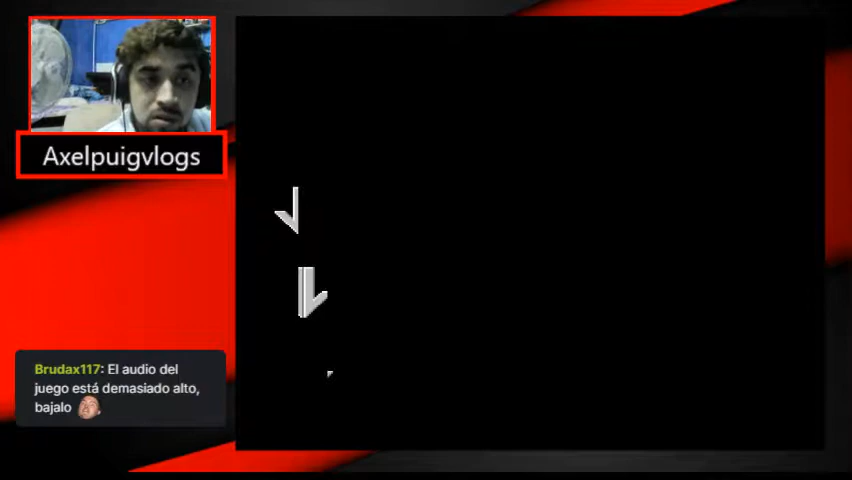 Axelpuigvlogs
Brudax117: El audio del
juego está demasiado alto,
bajalo